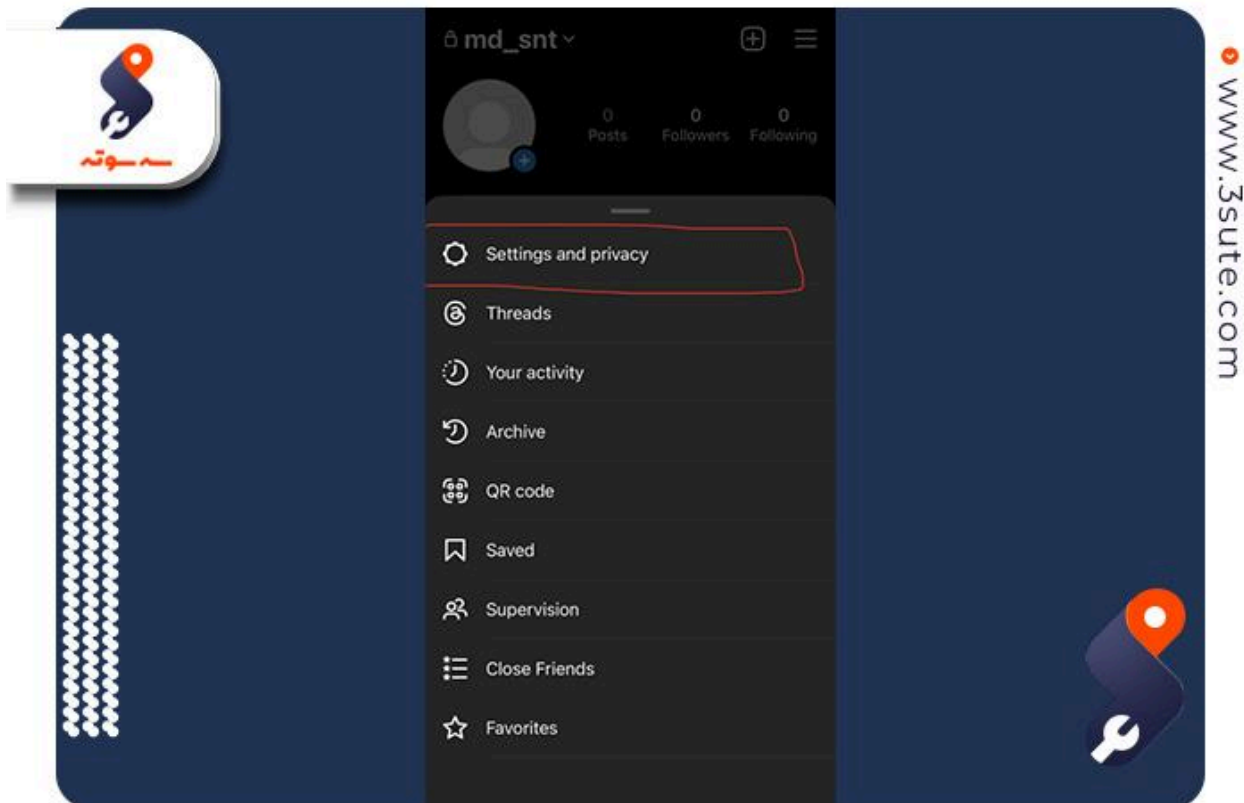 md_snt
0 0 0
Posts Followers Following
Settings and privacy
Threads
Your activity
Archive
QR code
Saved
Supervision
Close Friends
Favorites
سه سوته
www.3sute.com